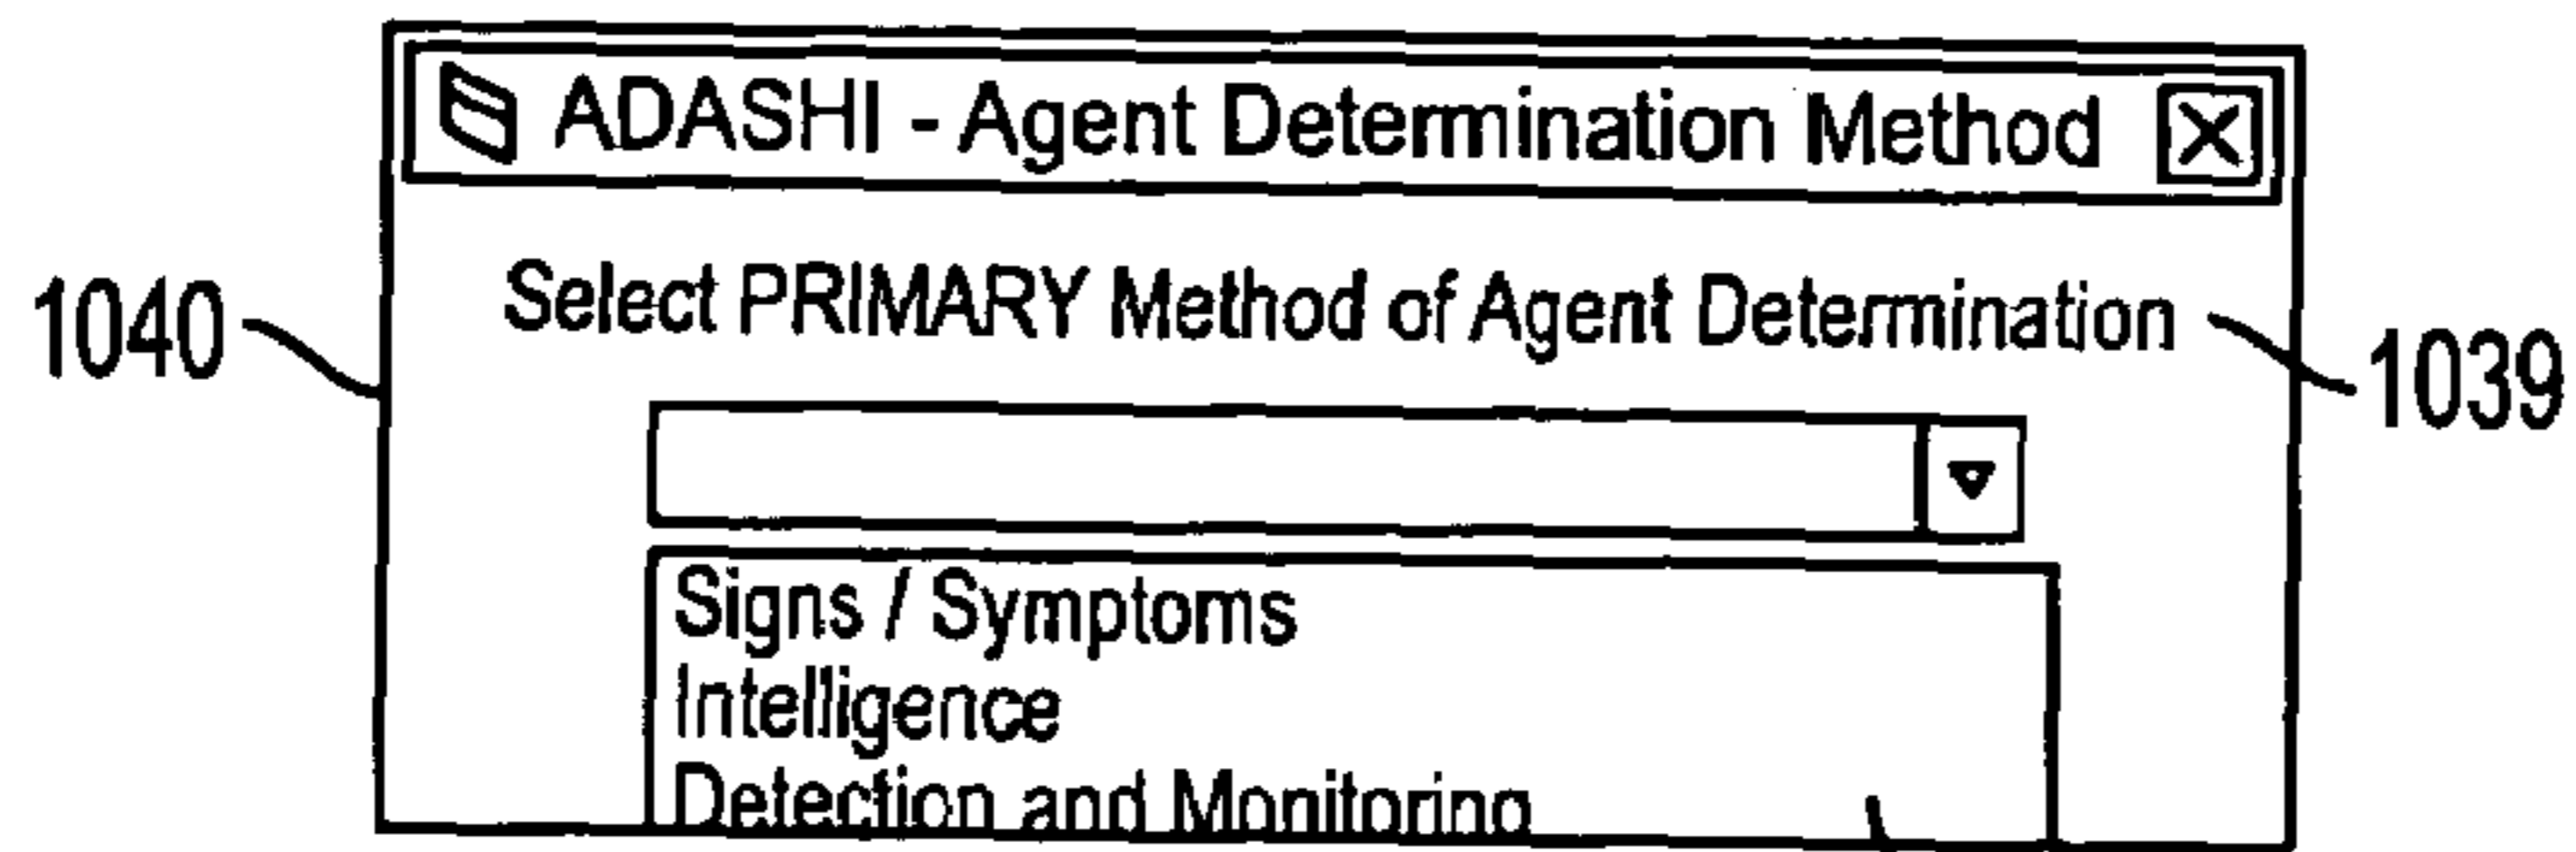 ADASHI - Agent Determination Method
Select PRIMARY Method of Agent Determination
1040
1039
Signs / Symptoms
Intelligence
Detection and Monitoring